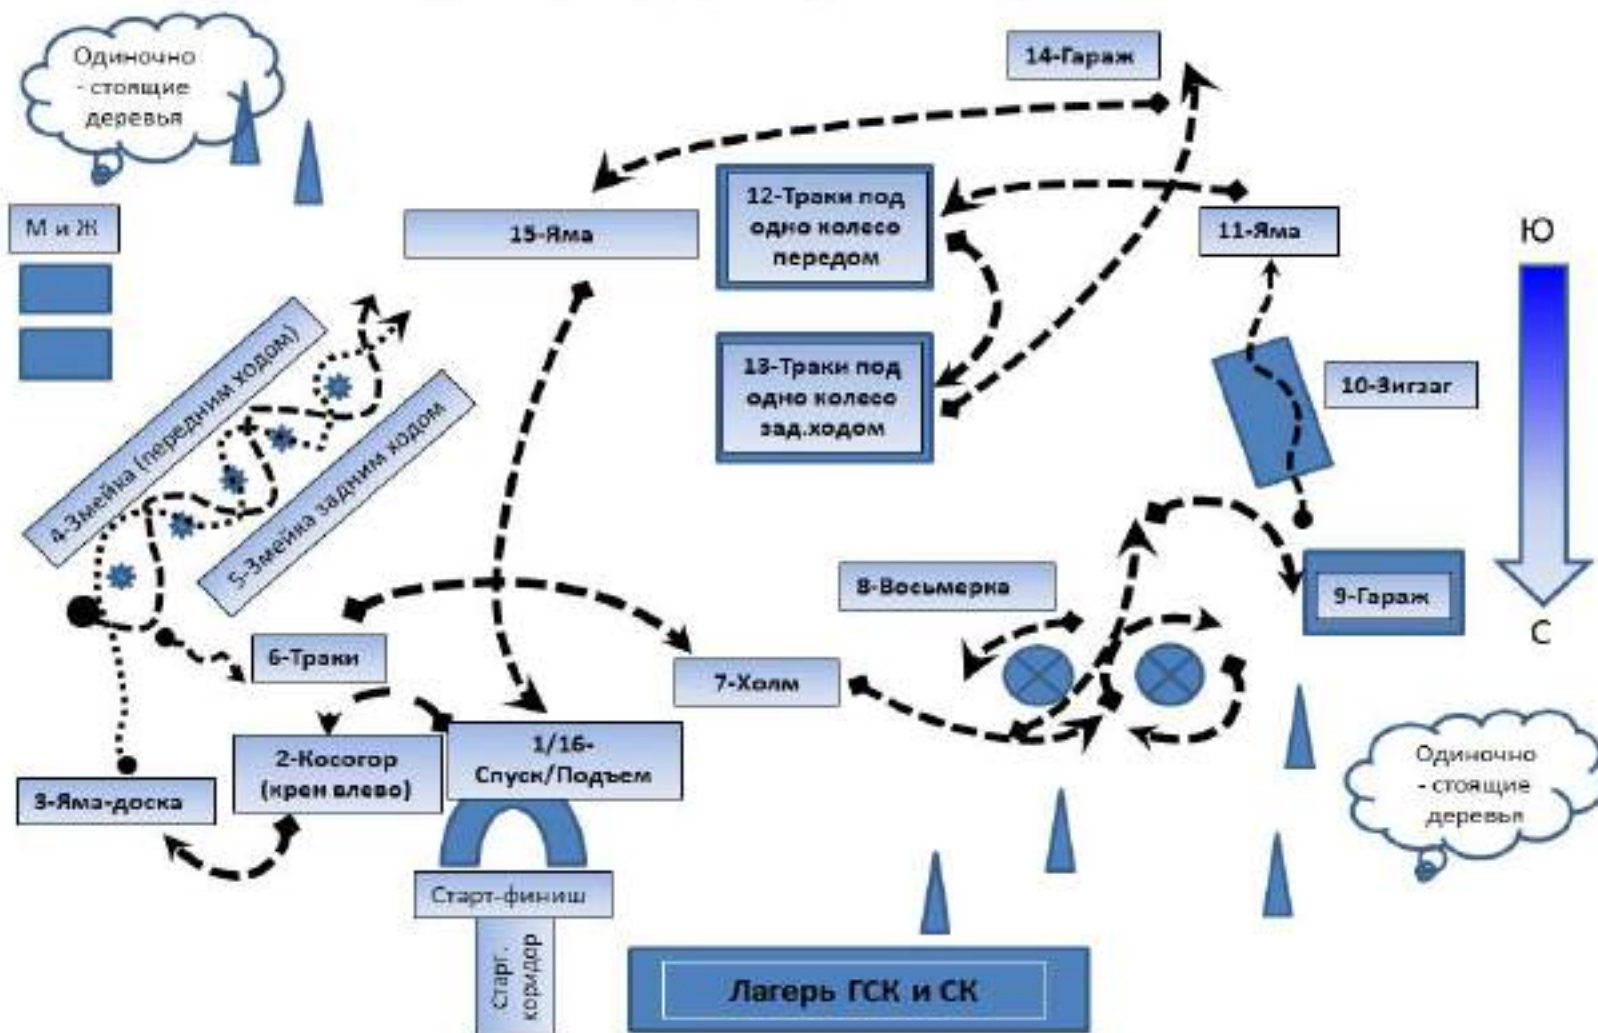 Одиночно
- стоящие
деревья
14-Гараж
М и Ж
15-Яма
12-Траки под
одно колесо
передом
11-Яма
Ю
13-Траки под
одно колесо
зад.ходом
10-Зигзаг
4-Змейка (передним ходом)
5-Змейка задним ходом
8-Восьмерка
9-Гараж
С
6-Траки
7-Холм
1/16-
Спуск/Подъем
2-Косогор
(крен влево)
3-Яма-доска
Одиночно
- стоящие
деревья
Старт-финиш
Старт.
коридор
Лагерь ГСК и СК